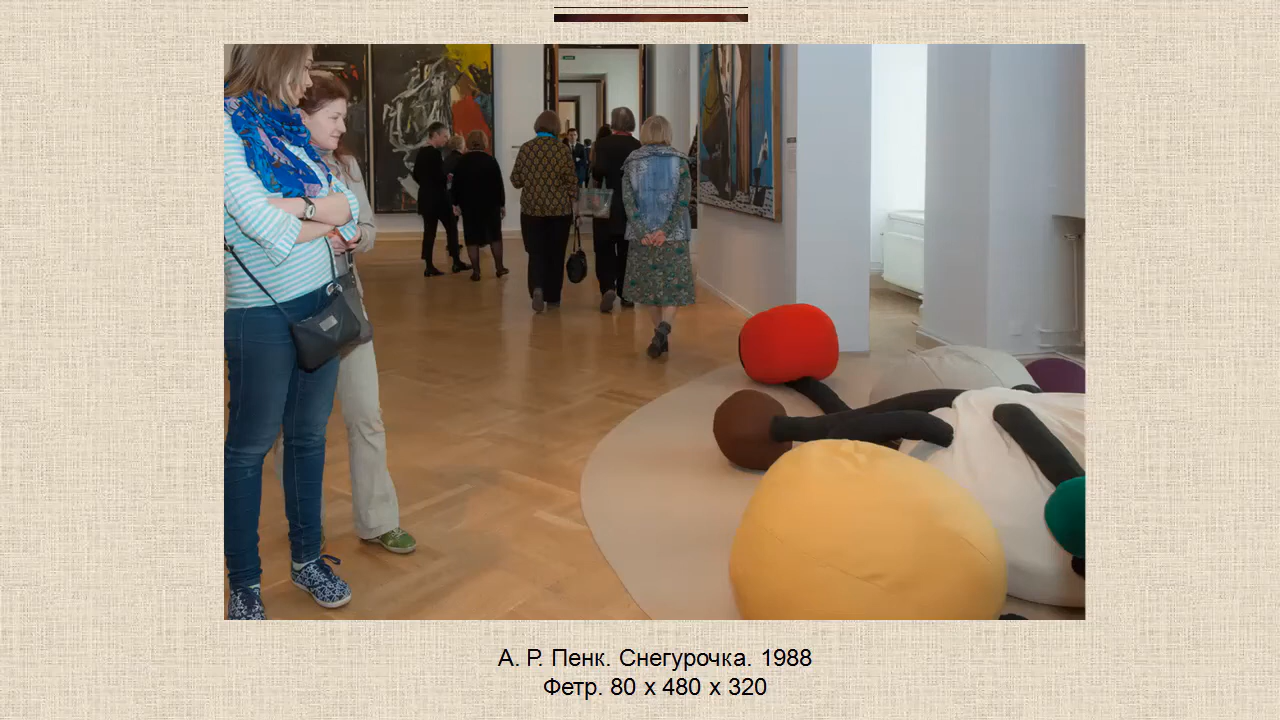 А. Р. Пенк. Снегурочка. 1988
Фетр. 80 х 480 х 320